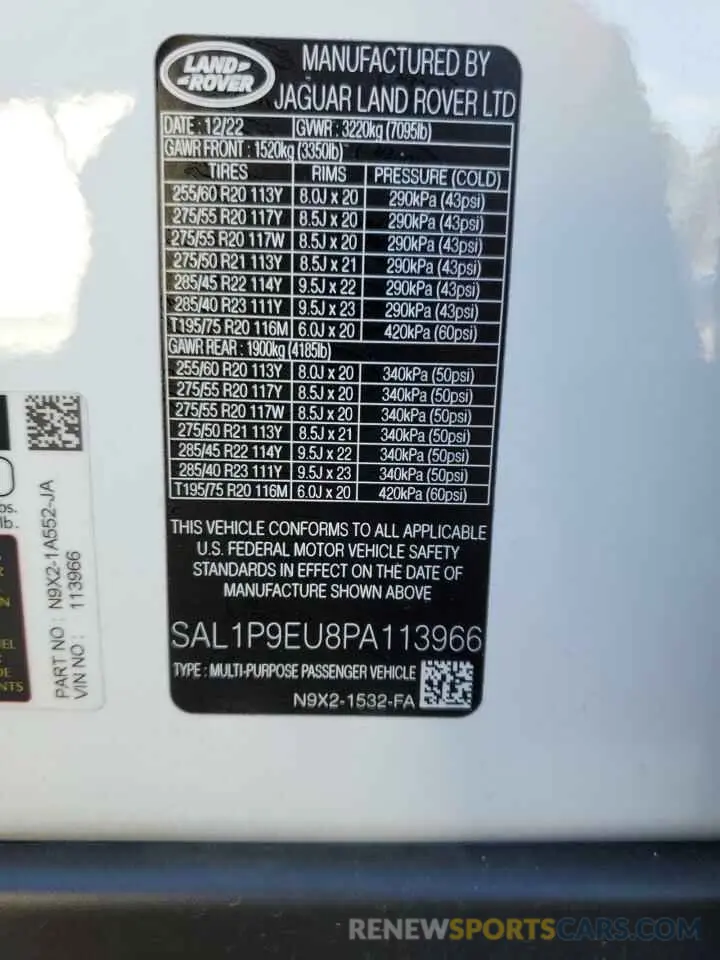 LAND ROVER
MANUFACTURED BY
JAGUAR LAND ROVER LTD
DATE : 12/22 GVWR : 3220kg (7095lb)
GAWR FRONT : 1520kg (3350lb)
TIRES RIMS PRESSURE (COLD)
255/60 R20 113Y 8.0J x 20 290kPa (43psi)
275/55 R20 117Y 8.5J x 20 290kPa (43psi)
275/55 R20 117W 8.5J x 20 290kPa (43psi)
275/50 R21 113Y 8.5J x 21 290kPa (43psi)
285/45 R22 114Y 9.5J x 22 290kPa (43psi)
285/40 R23 111Y 9.5J x 23 290kPa (43psi)
T195/75 R20 116M 6.0J x 20 420kPa (60psi)
GAWR REAR : 1900kg (4185lb)
255/60 R20 113Y 8.0J x 20 340kPa (50psi)
275/55 R20 117Y 8.5J x 20 340kPa (50psi)
275/55 R20 117W 8.5J x 20 340kPa (50psi)
275/50 R21 113Y 8.5J x 21 340kPa (50psi)
285/45 R22 114Y 9.5J x 22 340kPa (50psi)
285/40 R23 111Y 9.5J x 23 340kPa (50psi)
T195/75 R20 116M 6.0J x 20 420kPa (60psi)
THIS VEHICLE CONFORMS TO ALL APPLICABLE
U.S. FEDERAL MOTOR VEHICLE SAFETY
STANDARDS IN EFFECT ON THE DATE OF
MANUFACTURE SHOWN ABOVE
SAL1P9EU8PA113966
TYPE : MULTI-PURPOSE PASSENGER VEHICLE
N9X2-1532-FA
PART NO : N9X2-1A552-JA
VIN NO : 113966
lb.
RENEWSPORTSCARS.COM